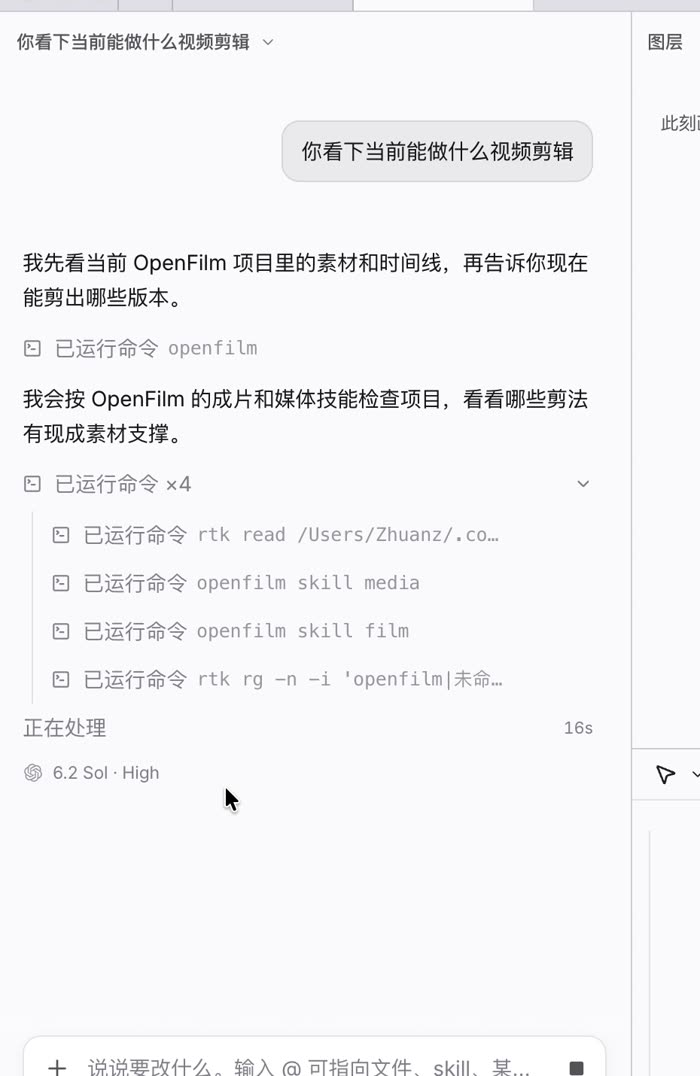 你看下当前能做什么视频剪辑
图层
此刻
你看下当前能做什么视频剪辑
我先看当前 OpenFilm 项目里的素材和时间线，再告诉你现在
能剪出哪些版本。
已运行命令 openfilm
我会按 OpenFilm 的成片和媒体技能检查项目，看看哪些剪法
有现成素材支撑。
已运行命令 ×4
已运行命令 rtk read /Users/Zhuanz/.co…
已运行命令 openfilm skill media
已运行命令 openfilm skill film
已运行命令 rtk rg -n -i 'openfilm|未命…
正在处理 16s
6.2 Sol · High
说说要改什么。输入 @ 可指向文件、skill、某…